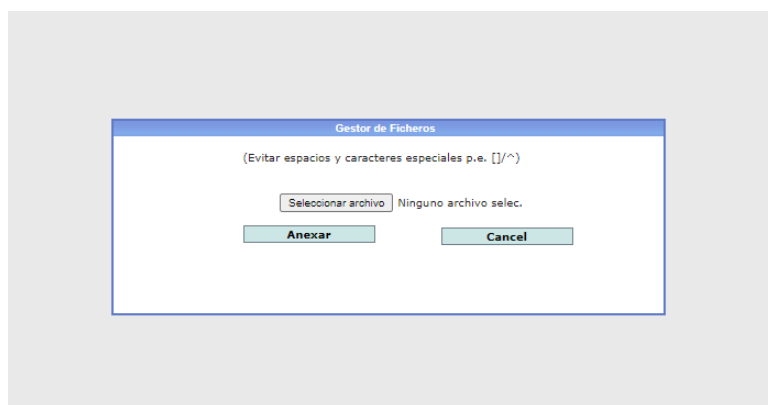 Gestor de Ficheros
(Evitar espacios y caracteres especiales p.e. []/^)
Seleccionar archivo Ninguno archivo selec.
Anexar Cancel